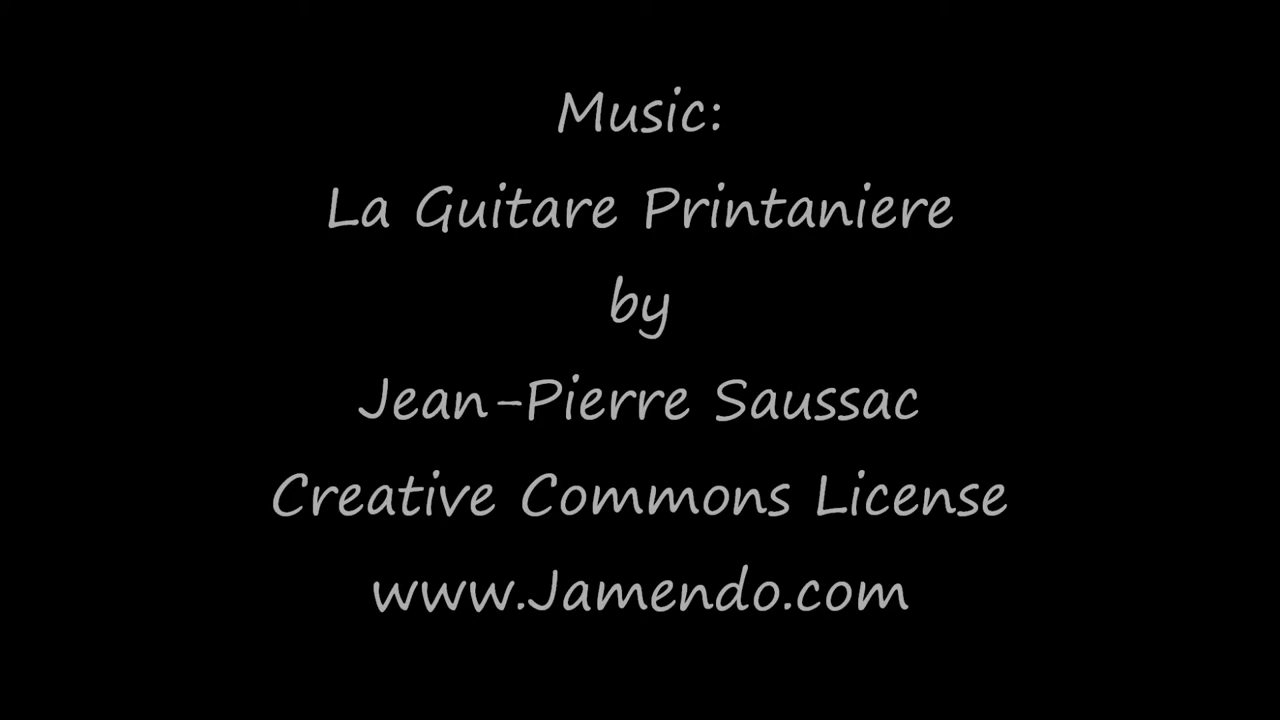 Music:
La Guitare Printaniere
by
Jean-Pierre Saussac
Creative Commons License
www.Jamendo.com